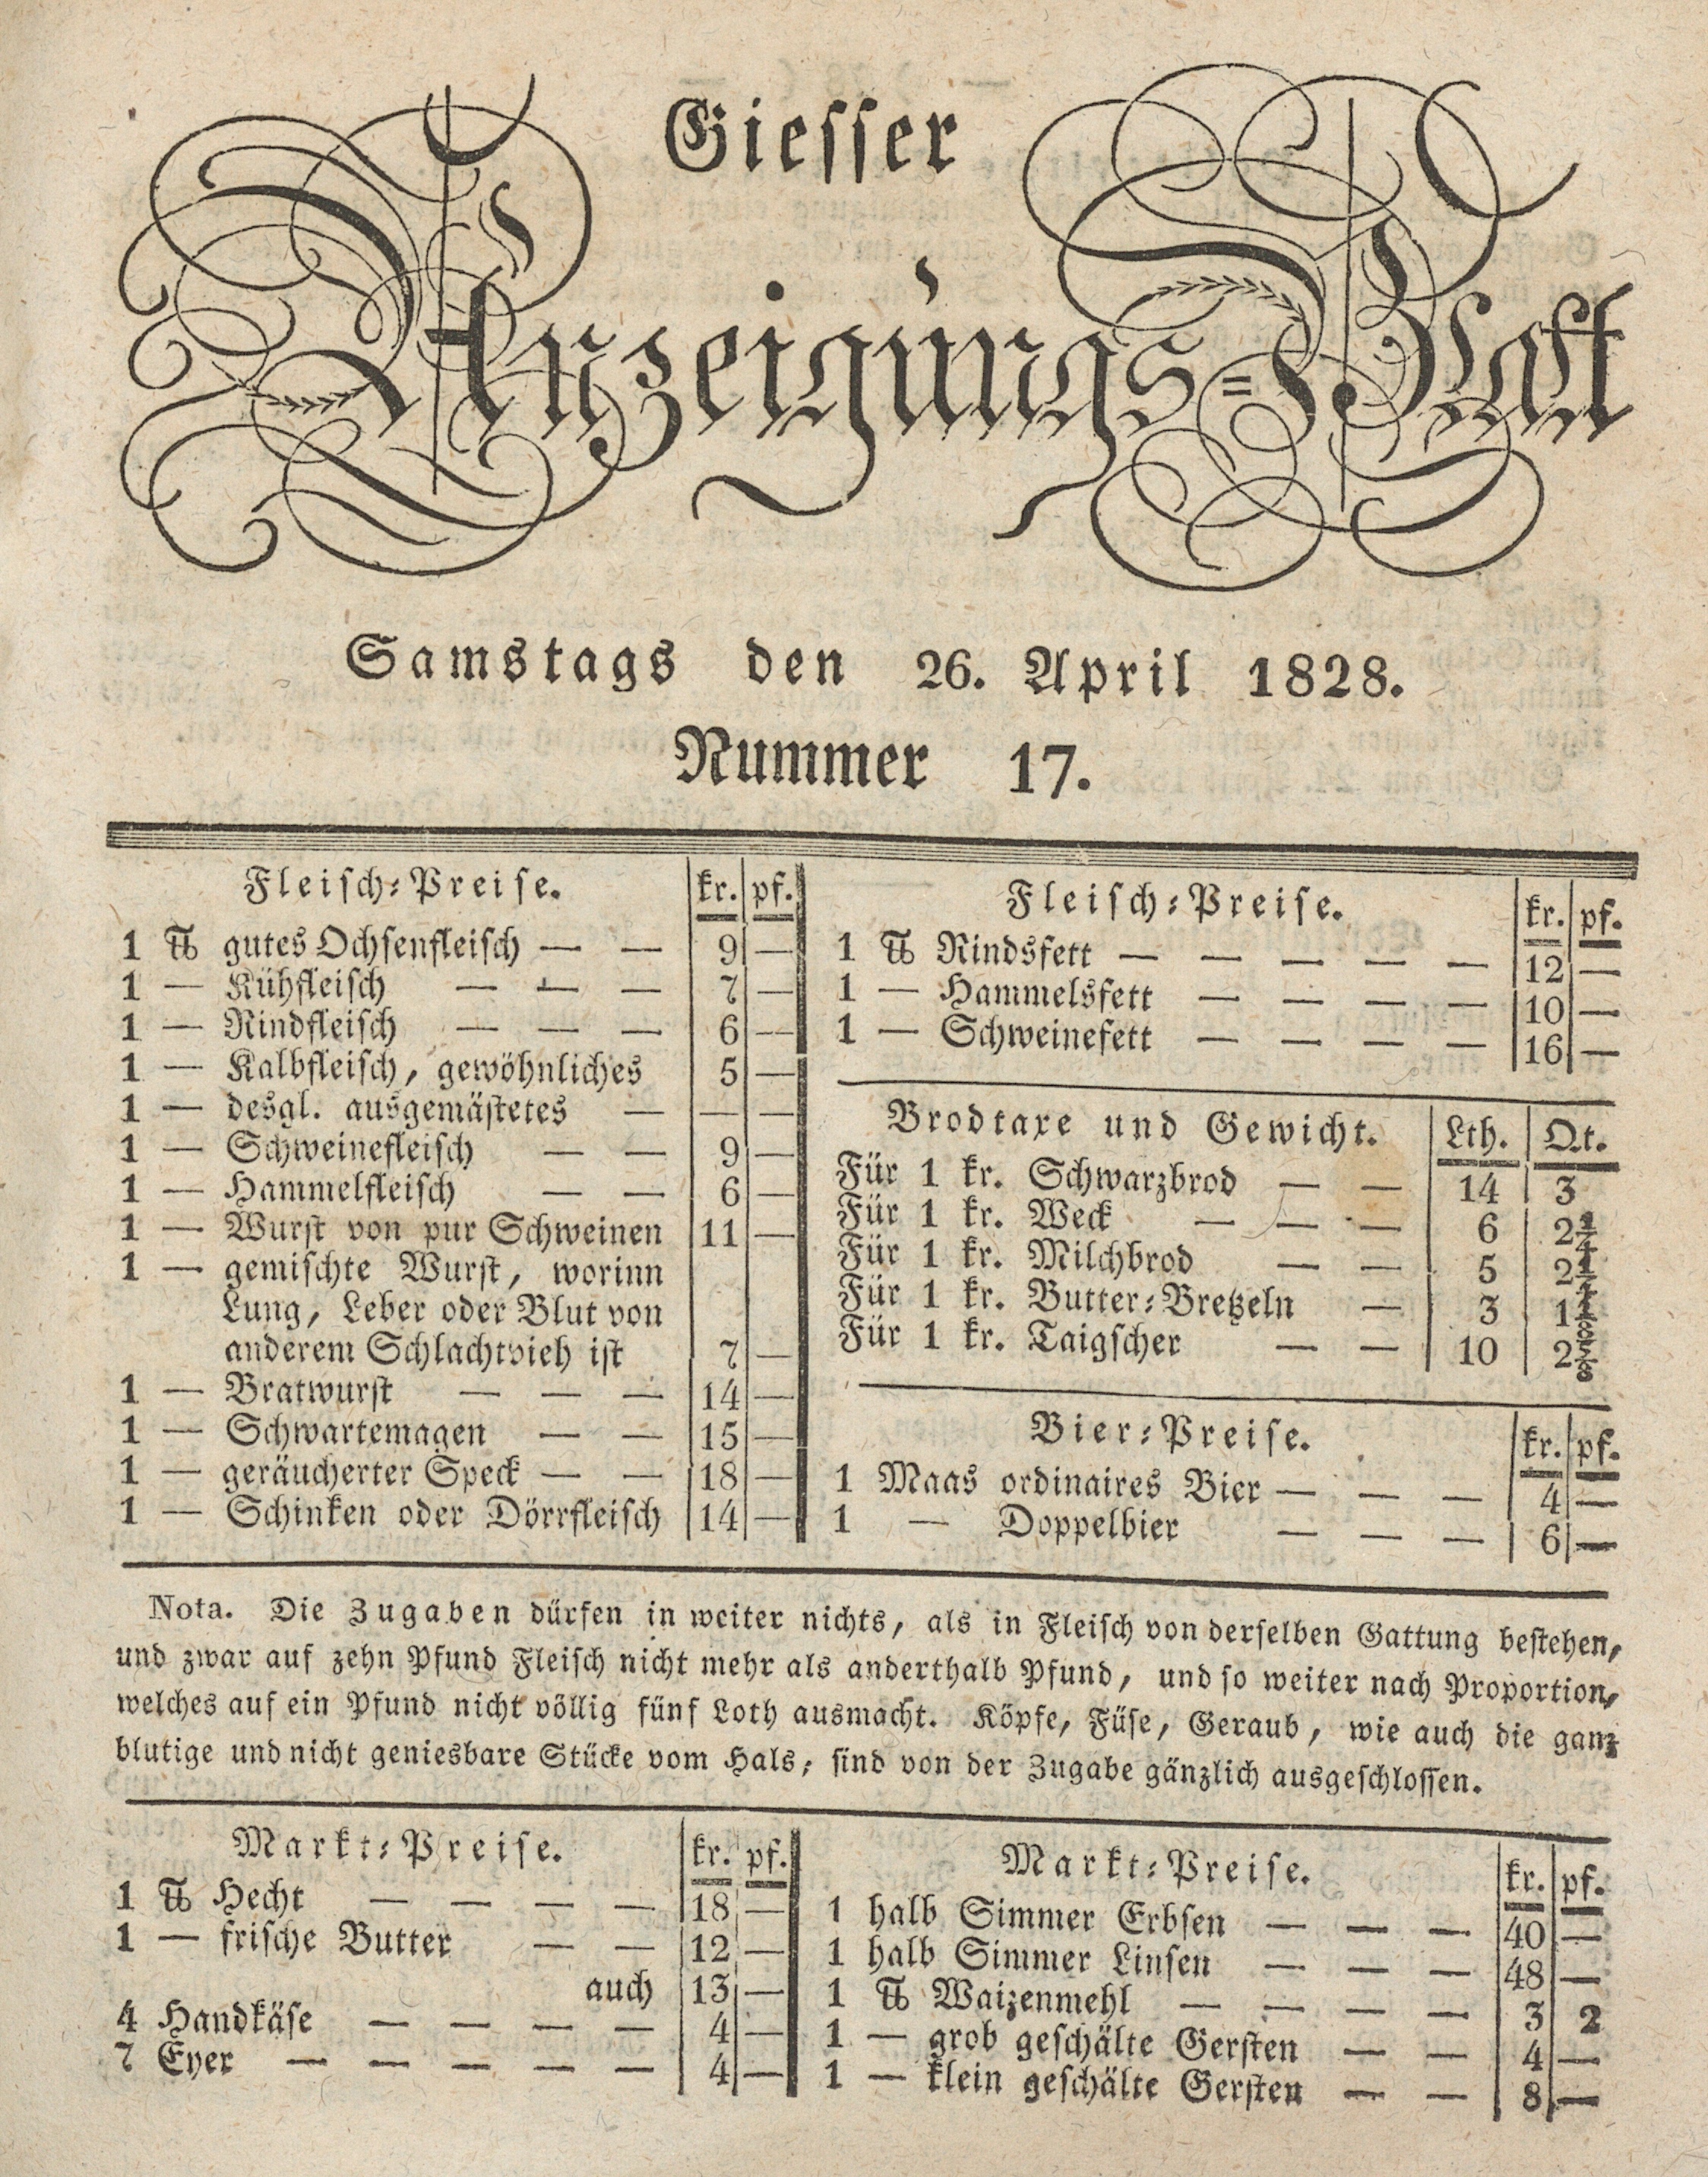 Giesser
Anzeigungs-Blatt
Samstags den 26. April 1828.
Nummer 17.
Fleisch-Preise. kr. pf.
1 ℔ gutes Ochsenfleisch — — 9 —
1 — Kühfleisch — — — 7 —
1 — Rindfleisch — — — 6 —
1 — Kalbfleisch, gewöhnliches 5 —
1 — desgl. ausgemästetes — — —
1 — Schweinefleisch — — 9 —
1 — Hammelfleisch — — 6 —
1 — Wurst von pur Schweinen 11 —
1 — gemischte Wurst, worinn
Lung, Leber oder Blut von
anderem Schlachtvieh ist 7 —
1 — Bratwurst — — — 14 —
1 — Schwartemagen — — 15 —
1 — geräucherter Speck — — 18 —
1 — Schinken oder Dörrfleisch 14 —
Fleisch-Preise. kr. pf.
1 ℔ Rindsfett — — — — — 12 —
1 — Hammelsfett — — — — 10 —
1 — Schweinefett — — — — 16 —
Brodtaxe und Gewicht. Lth. Qt.
Für 1 kr. Schwarzbrod — — 14 3
Für 1 kr. Weck — — — 6 2
Für 1 kr. Milchbrod — — 5 2
Für 1 kr. Butter-Bretzeln — 3 1
Für 1 kr. Taigscher — — 10 2
Bier-Preise. kr. pf.
1 Maas ordinaires Bier — — — 4 —
1 — Doppelbier — — — 6 —
Nota. Die Zugaben dürfen in weiter nichts, als in Fleisch von derselben Gattung bestehen,
und zwar auf zehn Pfund Fleisch nicht mehr als anderthalb Pfund, und so weiter nach Proportion,
welches auf ein Pfund nicht völlig fünf Loth ausmacht. Köpfe, Füse, Geraub, wie auch die ganz
blutige und nicht geniesbare Stücke vom Hals, sind von der Zugabe gänzlich ausgeschlossen.
Markt-Preise. kr. pf.
1 ℔ Hecht — — — — 18 —
1 — frische Butter — — 12 —
auch 13 —
4 Handkäse — — — — 4 —
7 Eyer — — — — — 4 —
Markt-Preise. kr. pf.
1 halb Simmer Erbsen — — — 40 —
1 halb Simmer Linsen — — — 48 —
1 ℔ Waizenmehl — — — — 3 2
1 — grob geschälte Gersten — — 4 —
1 — klein geschälte Gersten — — 8 —